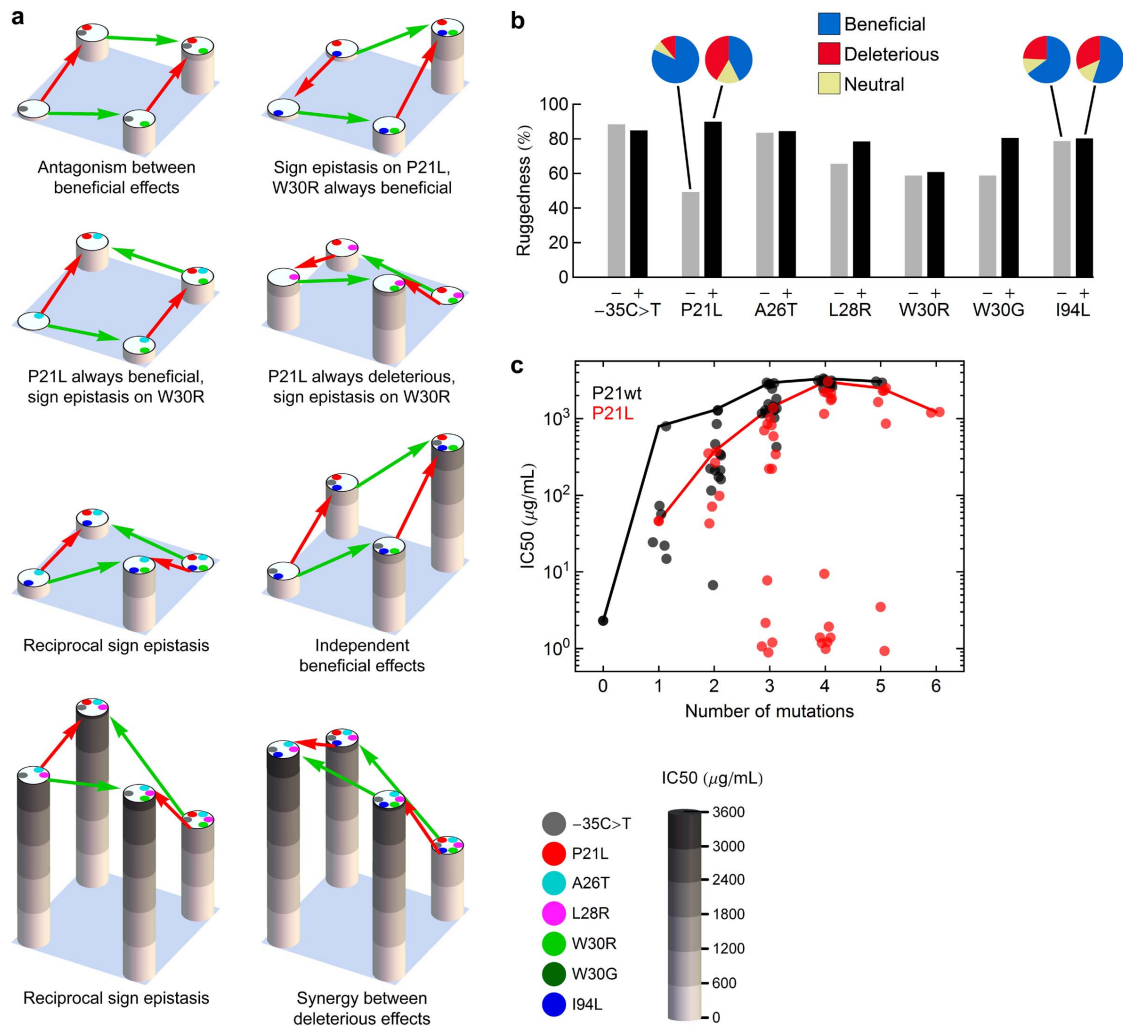 a
Antagonism between
beneficial effects
Sign epistasis on P21L,
W30R always beneficial
P21L always beneficial,
sign epistasis on W30R
P21L always deleterious,
sign epistasis on W30R
Reciprocal sign epistasis
Independent
beneficial effects
Reciprocal sign epistasis
Synergy between
deleterious effects
b
Beneficial
Deleterious
Neutral
Ruggedness (%)
100
80
60
40
20
0
− + − + − + − + − + − + − +
−35C>T P21L A26T L28R W30R W30G I94L
c
P21wt
P21L
IC50 (µg/mL)
10³
10²
10¹
10⁰
0 1 2 3 4 5 6
Number of mutations
−35C>T
P21L
A26T
L28R
W30R
W30G
I94L
IC50 (µg/mL)
3600
3000
2400
1800
1200
600
0